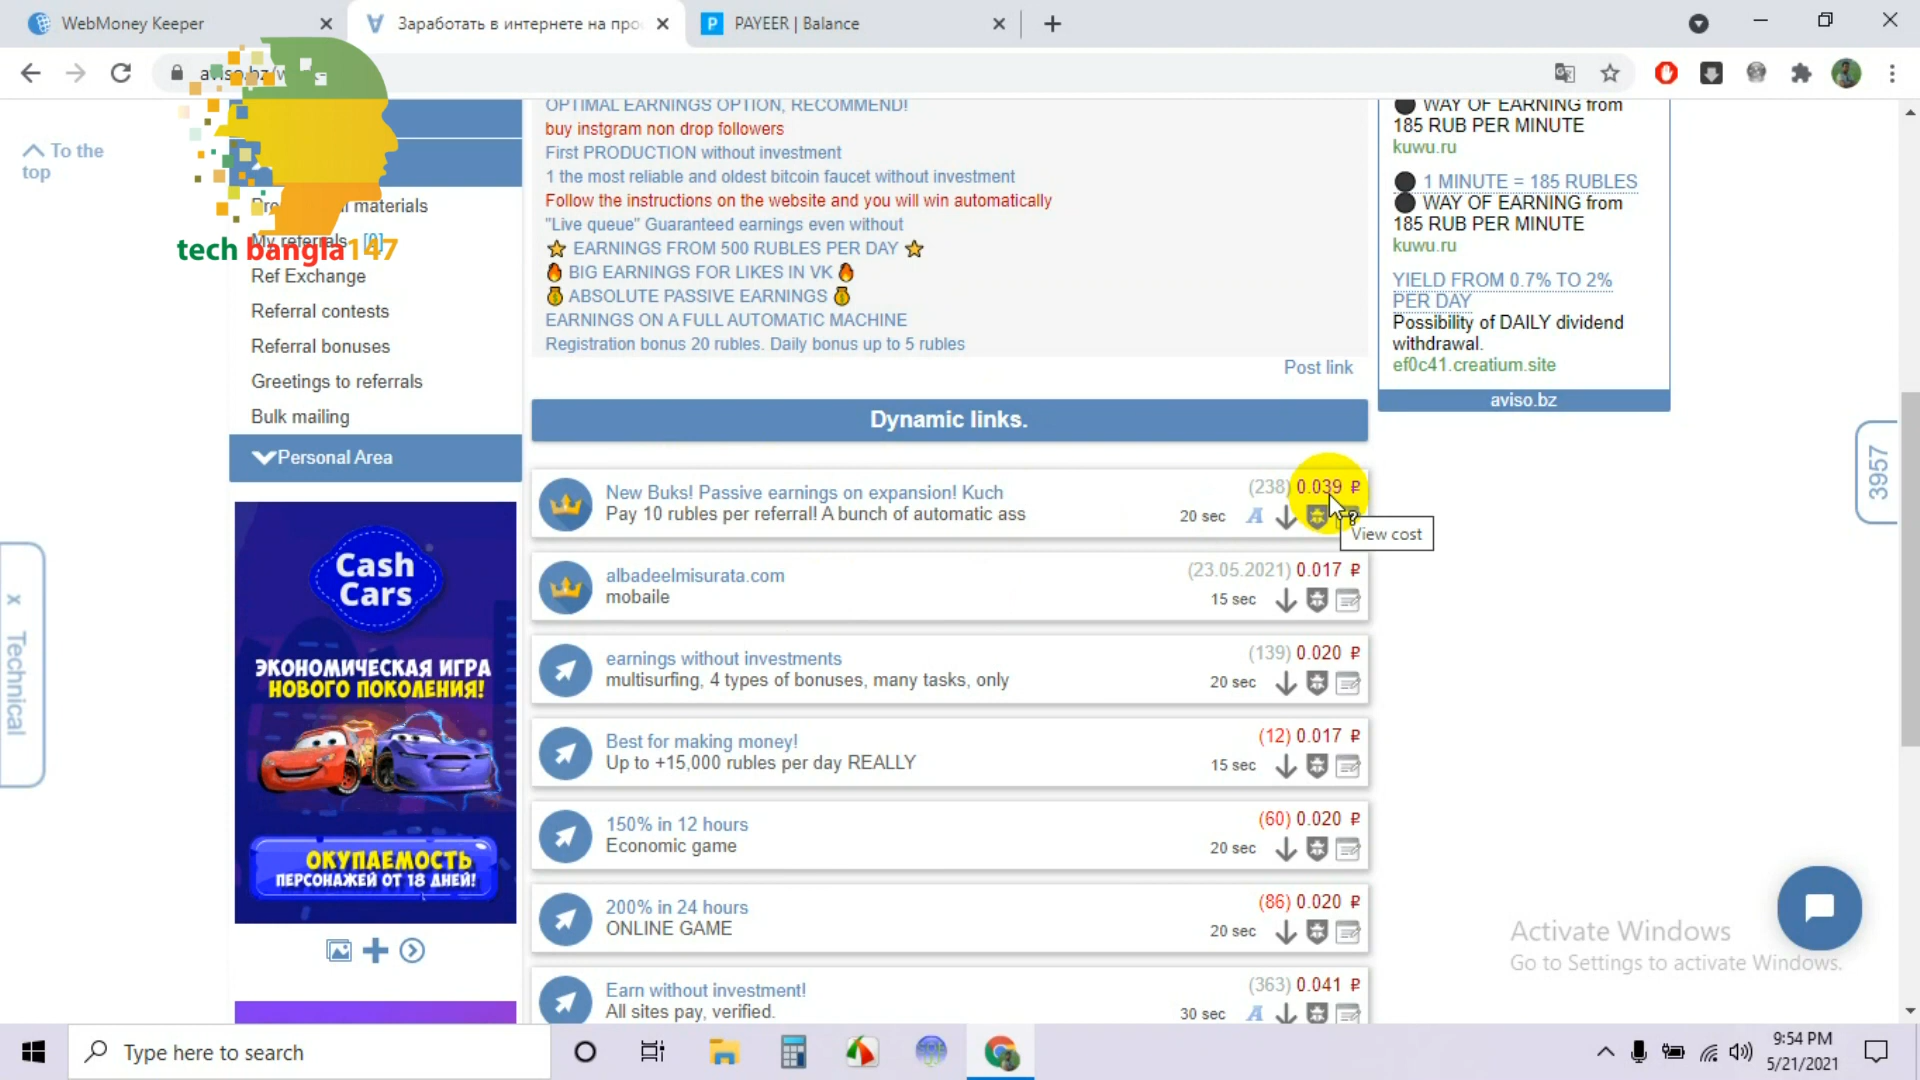 WebMoney Keeper
Заработать в интернете на про
PAYEER | Balance
To the
top
tech bangla147
materials
My referrals [0]
Ref Exchange
Referral contests
Referral bonuses
Greetings to referrals
Bulk mailing
Personal Area
Cash
Cars
ЭКОНОМИЧЕСКАЯ ИГРА
НОВОГО ПОКОЛЕНИЯ!
ОКУПАЕМОСТЬ
ПЕРСОНАЖЕЙ ОТ 18 ДНЕЙ!
x Technical
OPTIMAL EARNINGS OPTION, RECOMMEND!
buy instgram non drop followers
First PRODUCTION without investment
1 the most reliable and oldest bitcoin faucet without investment
Follow the instructions on the website and you will win automatically
"Live queue" Guaranteed earnings even without
EARNINGS FROM 500 RUBLES PER DAY
BIG EARNINGS FOR LIKES IN VK
ABSOLUTE PASSIVE EARNINGS
EARNINGS ON A FULL AUTOMATIC MACHINE
Registration bonus 20 rubles. Daily bonus up to 5 rubles
Post link
Dynamic links.
New Buks! Passive earnings on expansion! Kuch
(238) 0.039 ₽
Pay 10 rubles per referral! A bunch of automatic ass
20 sec
View cost
albadeelmisurata.com
(23.05.2021) 0.017 ₽
mobaile
15 sec
earnings without investments
(139) 0.020 ₽
multisurfing, 4 types of bonuses, many tasks, only
20 sec
Best for making money!
(12) 0.017 ₽
Up to +15,000 rubles per day REALLY
15 sec
150% in 12 hours
(60) 0.020 ₽
Economic game
20 sec
200% in 24 hours
(86) 0.020 ₽
ONLINE GAME
20 sec
Earn without investment!
(363) 0.041 ₽
All sites pay, verified.
30 sec
WAY OF EARNING from
185 RUB PER MINUTE
kuwu.ru
1 MINUTE = 185 RUBLES
WAY OF EARNING from
185 RUB PER MINUTE
kuwu.ru
YIELD FROM 0.7% TO 2%
PER DAY
Possibility of DAILY dividend
withdrawal.
ef0c41.creatium.site
aviso.bz
3957
Activate Windows
Go to Settings to activate Windows.
Type here to search
9:54 PM
5/21/2021